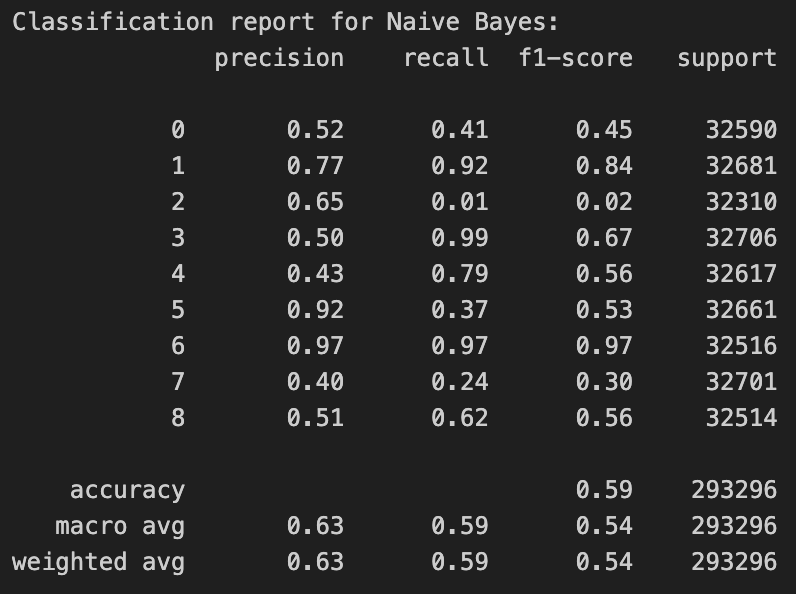 Classification report for Naive Bayes:
precision recall f1-score support
0 0.52 0.41 0.45 32590
1 0.77 0.92 0.84 32681
2 0.65 0.01 0.02 32310
3 0.50 0.99 0.67 32706
4 0.43 0.79 0.56 32617
5 0.92 0.37 0.53 32661
6 0.97 0.97 0.97 32516
7 0.40 0.24 0.30 32701
8 0.51 0.62 0.56 32514
accuracy 0.59 293296
macro avg 0.63 0.59 0.54 293296
weighted avg 0.63 0.59 0.54 293296